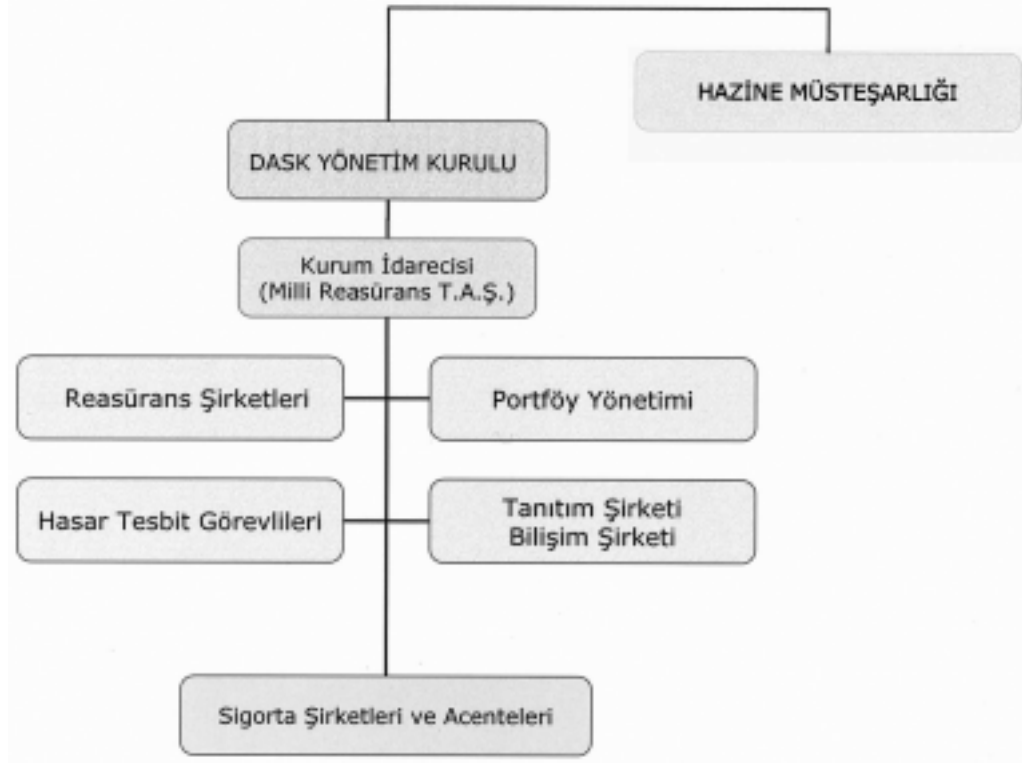 HAZİNE MÜSTEŞARLIĞI
DASK YÖNETİM KURULU
Kurum İdarecisi
(Milli Reasürans T.A.Ş.)
Reasürans Şirketleri
Portföy Yönetimi
Hasar Tesbit Görevlileri
Tanıtım Şirketi
Bilişim Şirketi
Sigorta Şirketleri ve Acenteleri